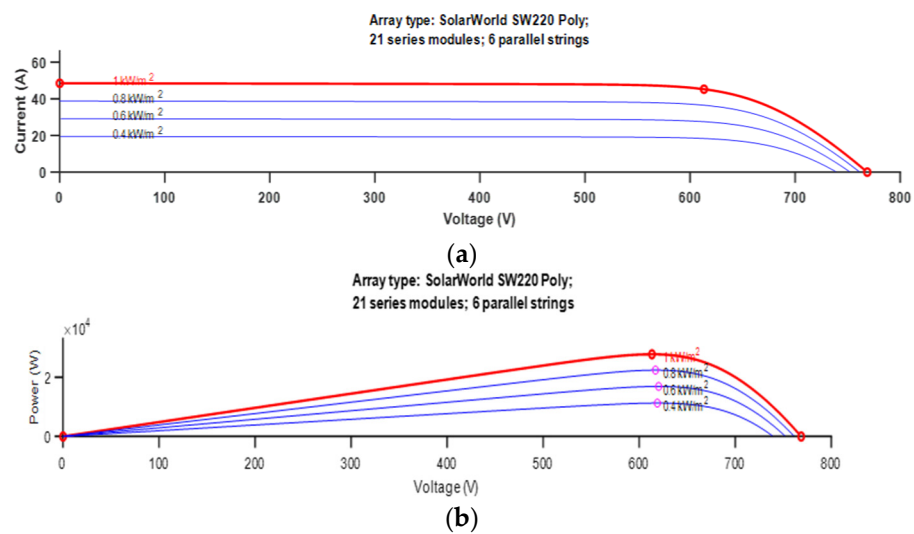 Array type: SolarWorld SW220 Poly;
21 series modules; 6 parallel strings
Current (A)
60
40
20
0
1 kW/m 2
0.8 kW/m 2
0.6 kW/m 2
0.4 kW/m 2
0 100 200 300 400 500 600 700 800
Voltage (V)
(a)
Array type: SolarWorld SW220 Poly;
21 series modules; 6 parallel strings
×10 4
Power (W)
2
0
1 kW/m 2
0.8 kW/m 2
0.6 kW/m 2
0.4 kW/m 2
0 100 200 300 400 500 600 700 800
Voltage (V)
(b)